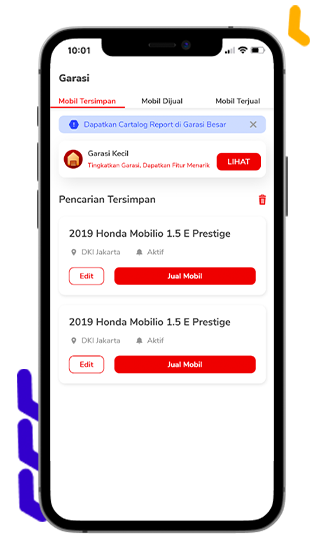 10:01
Garasi
Mobil Tersimpan Mobil Dijual Mobil Terjual
Dapatkan Cartalog Report di Garasi Besar
Garasi Kecil
Tingkatkan Garasi, Dapatkan Fitur Menarik
LIHAT
Pencarian Tersimpan
2019 Honda Mobilio 1.5 E Prestige
DKI Jakarta Aktif
Edit Jual Mobil
2019 Honda Mobilio 1.5 E Prestige
DKI Jakarta Aktif
Edit Jual Mobil